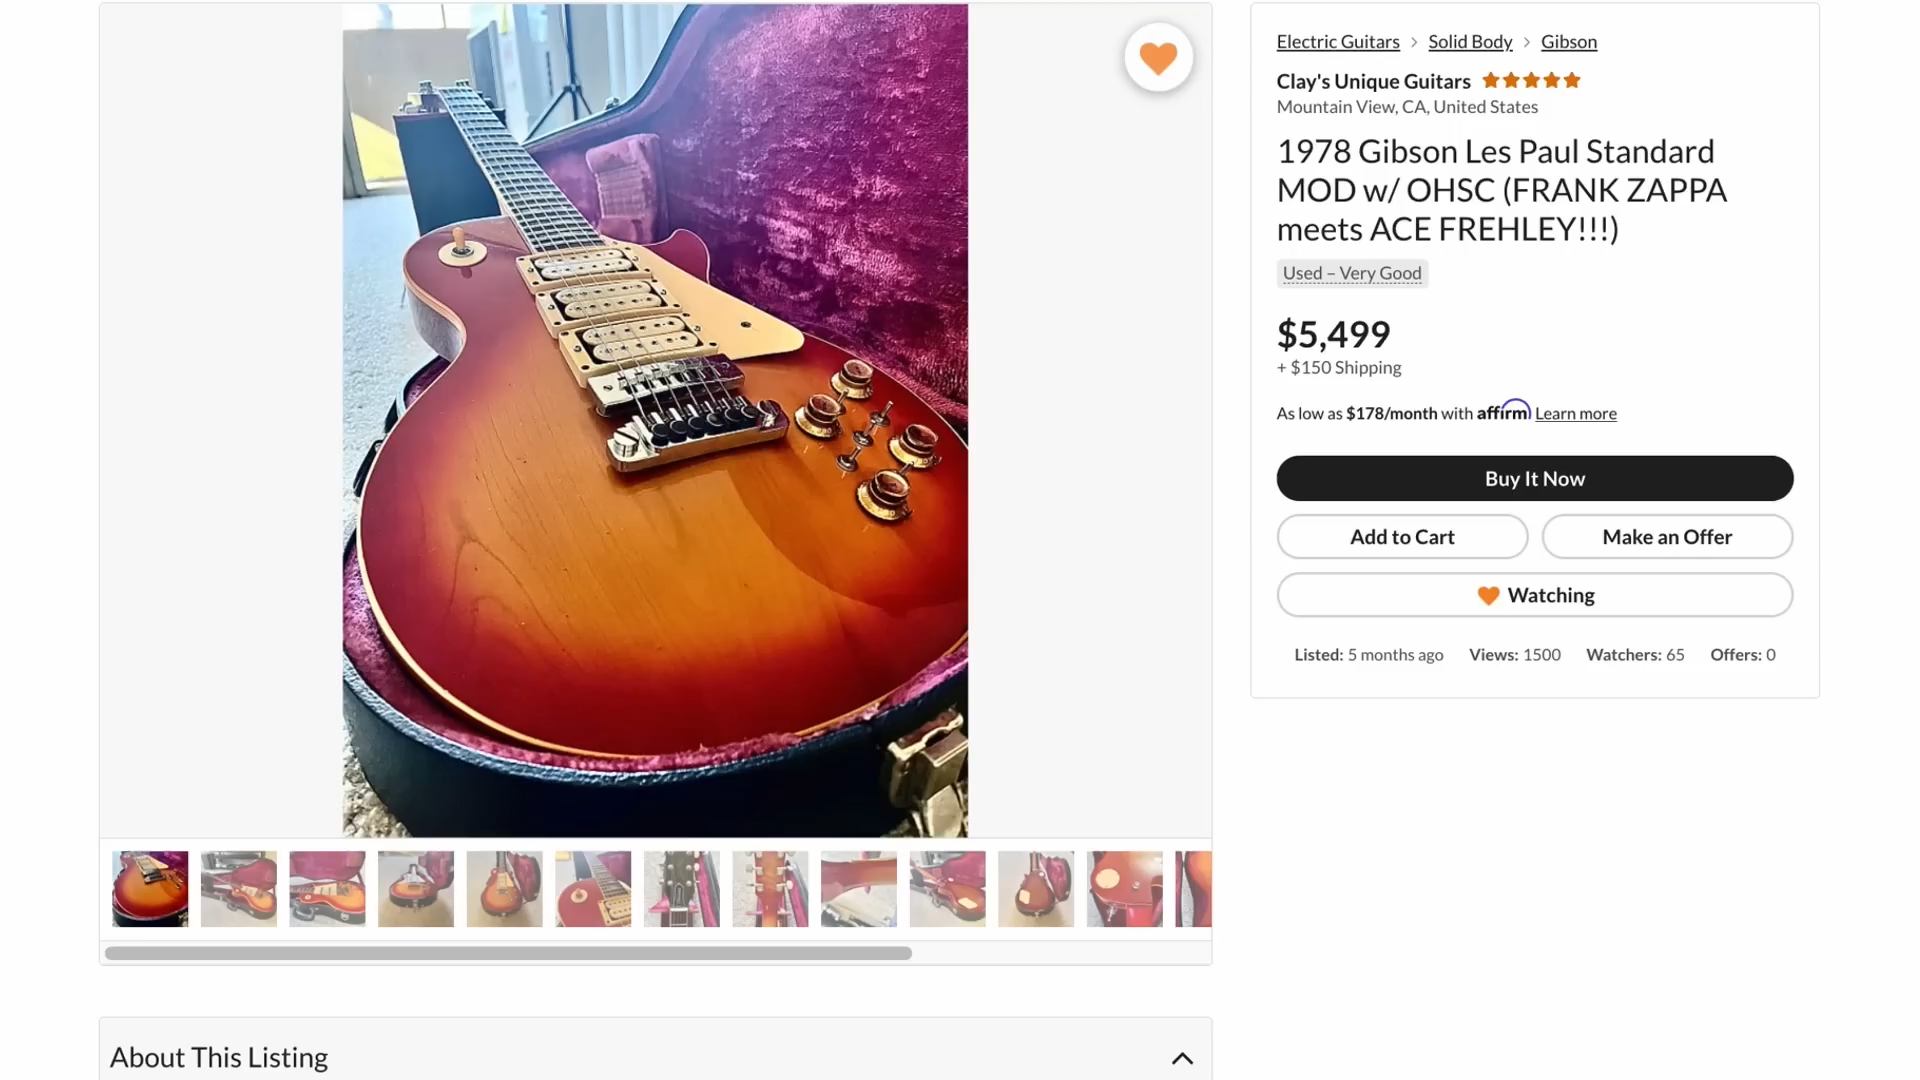 Electric Guitars > Solid Body > Gibson
Clay's Unique Guitars
Mountain View, CA, United States
1978 Gibson Les Paul Standard
MOD w/ OHSC (FRANK ZAPPA
meets ACE FREHLEY!!!)
Used – Very Good
$5,499
+ $150 Shipping
As low as $178/month with affirm Learn more
Buy It Now
Add to Cart
Make an Offer
Watching
Listed: 5 months ago Views: 1500 Watchers: 65 Offers: 0
About This Listing